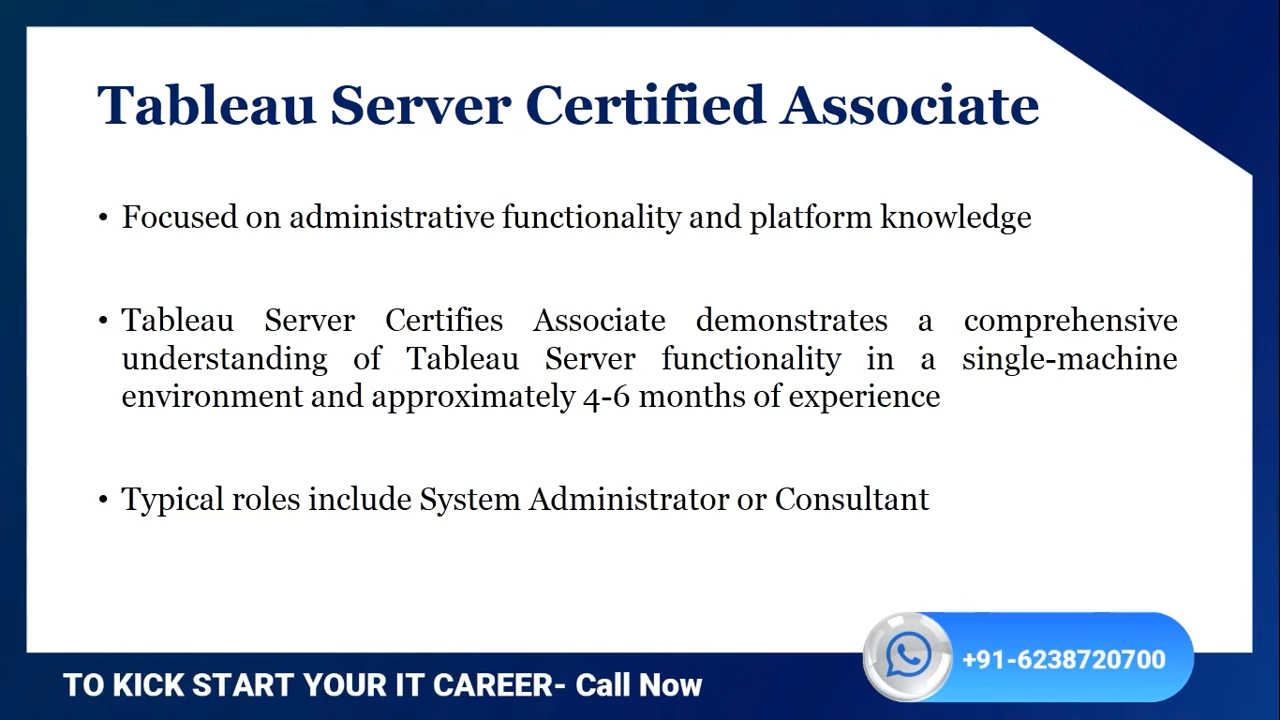 Tableau Server Certified Associate
• Focused on administrative functionality and platform knowledge
• Tableau Server Certifies Associate demonstrates a comprehensive
understanding of Tableau Server functionality in a single-machine
environment and approximately 4-6 months of experience
• Typical roles include System Administrator or Consultant
+91-6238720700
TO KICK START YOUR IT CAREER- Call Now